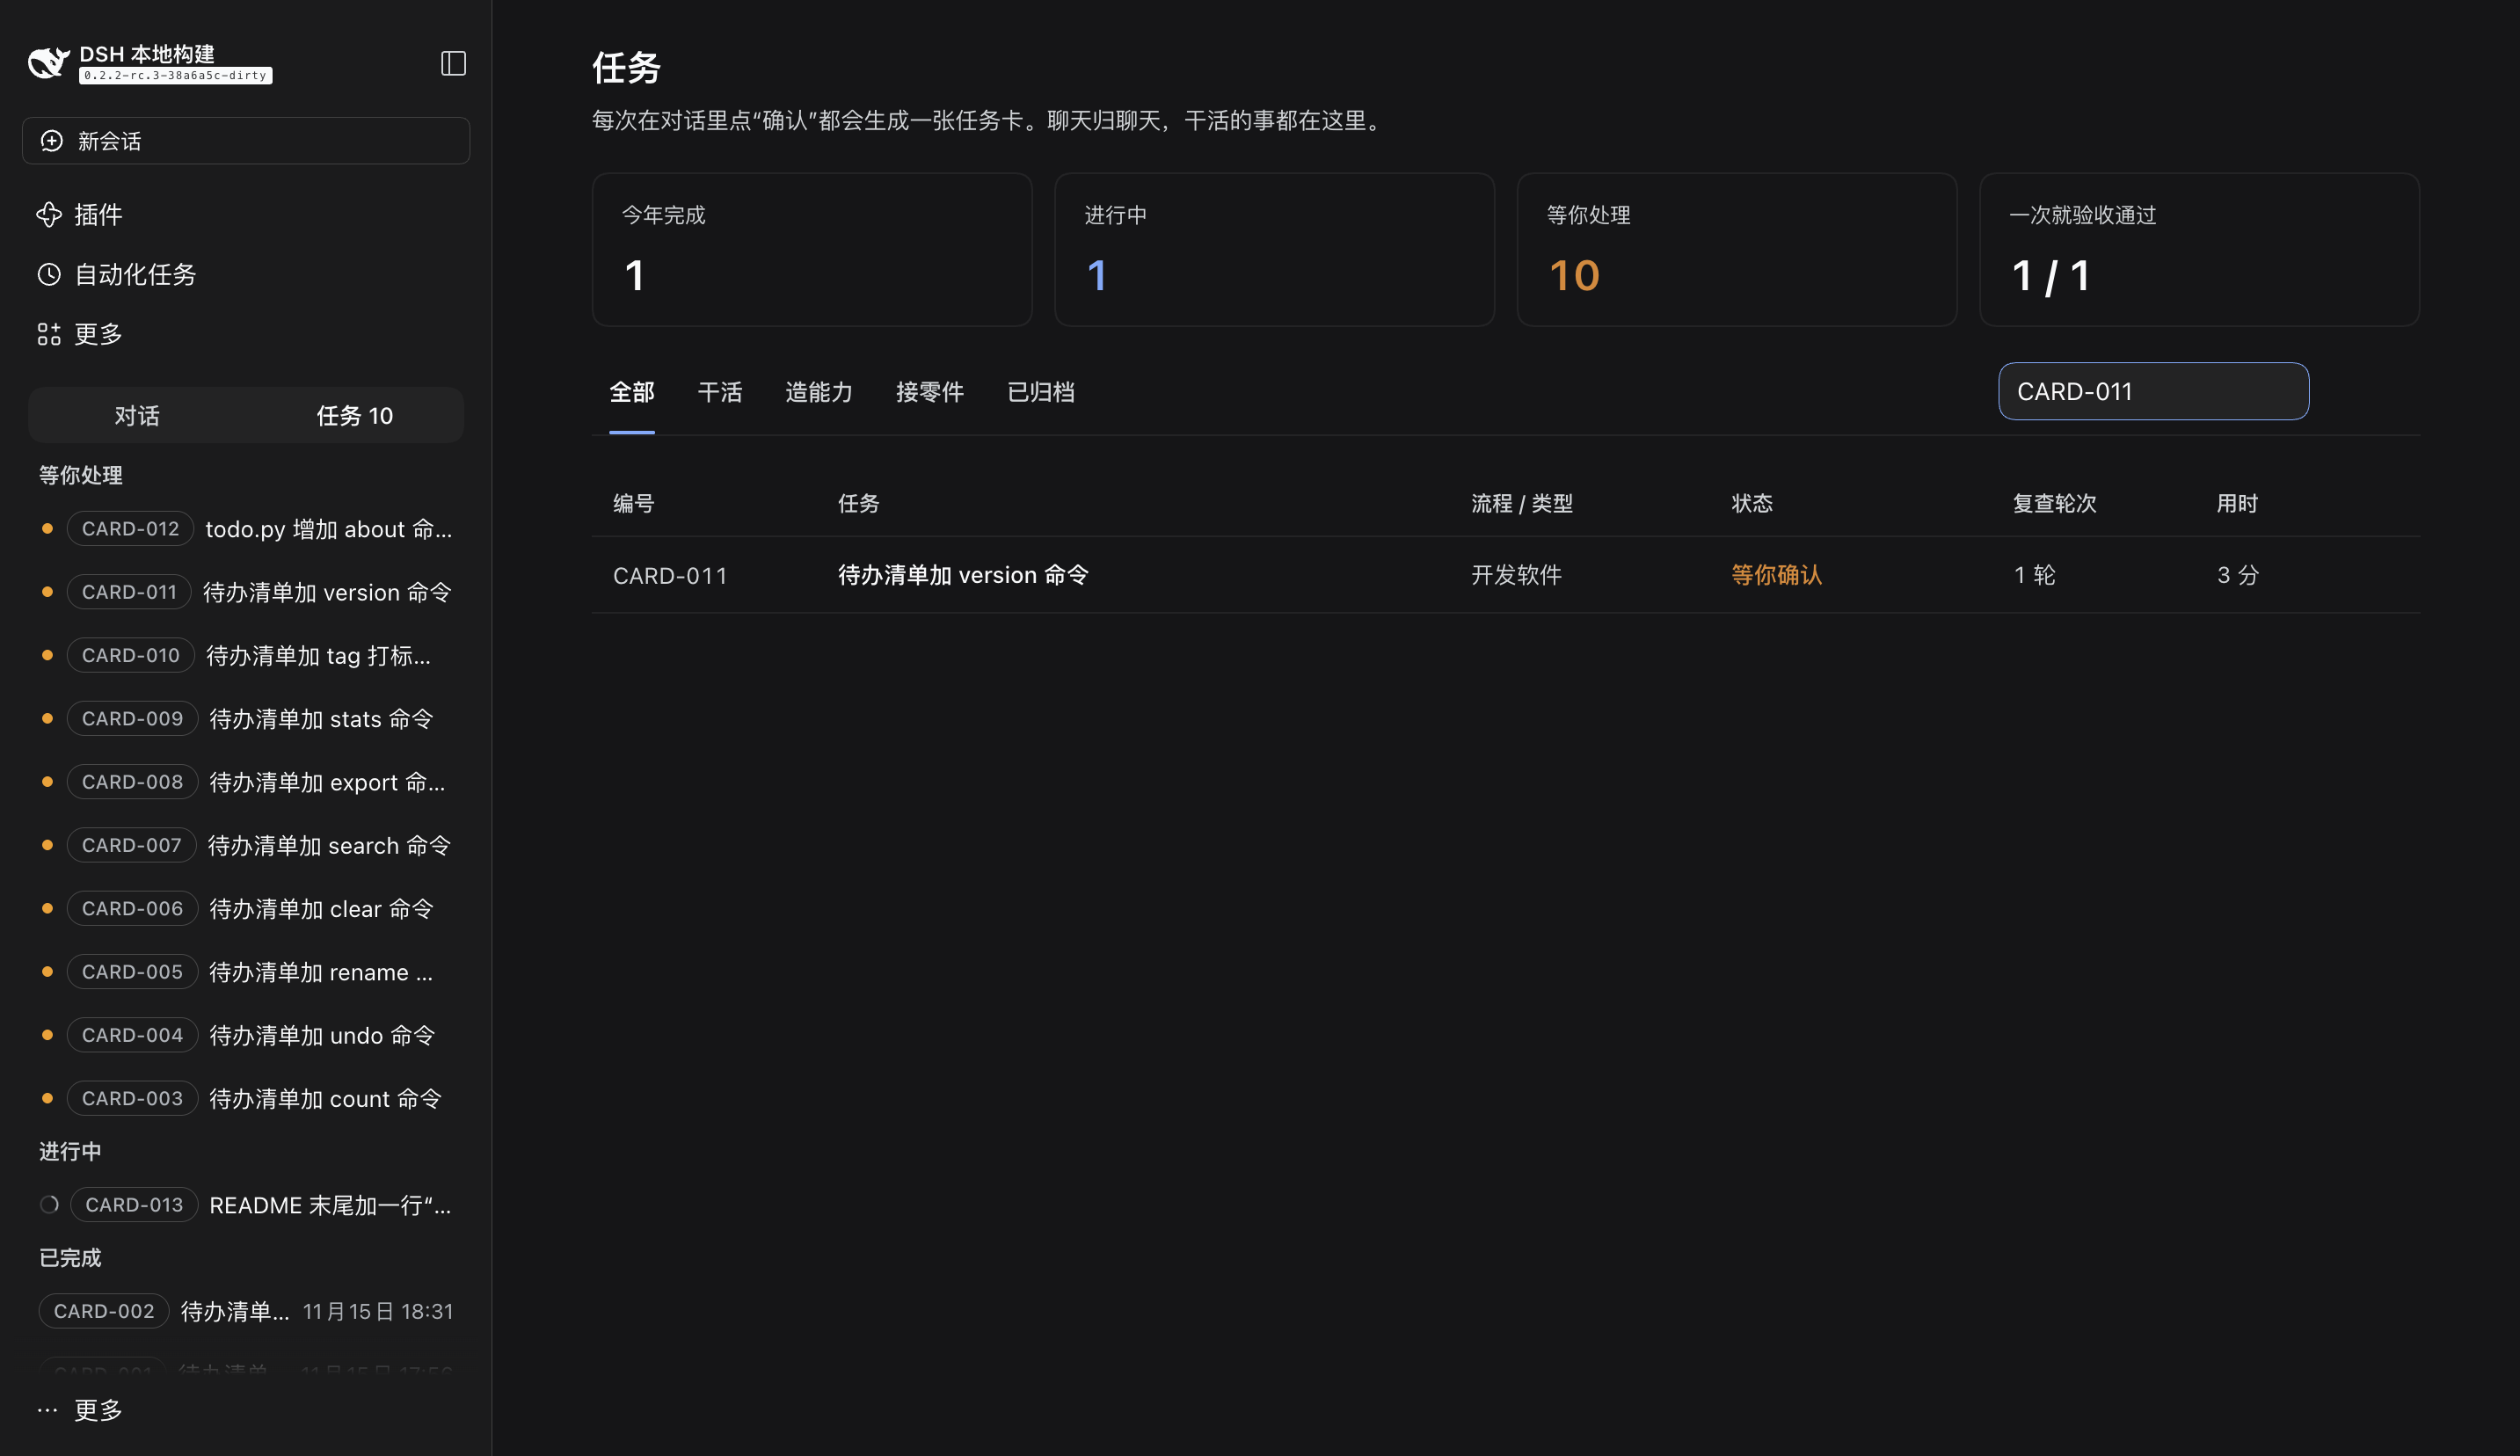 DSH 本地构建
0.2.2-rc.3-38a6a5c-dirty
新会话
插件
自动化任务
更多
对话
任务 10
等你处理
CARD-012 todo.py 增加 about 命...
CARD-011 待办清单加 version 命令
CARD-010 待办清单加 tag 打标...
CARD-009 待办清单加 stats 命令
CARD-008 待办清单加 export 命...
CARD-007 待办清单加 search 命令
CARD-006 待办清单加 clear 命令
CARD-005 待办清单加 rename ...
CARD-004 待办清单加 undo 命令
CARD-003 待办清单加 count 命令
进行中
CARD-013 README 末尾加一行“...
已完成
CARD-002 待办清单... 11月15日 18:31
CARD-001 待办清单... 11月15日 17:56
更多
任务
每次在对话里点“确认”都会生成一张任务卡。聊天归聊天，干活的事都在这里。
今年完成
1
进行中
1
等你处理
10
一次就验收通过
1 / 1
全部 干活 造能力 接零件 已归档
CARD-011
编号 任务 流程 / 类型 状态 复查轮次 用时
CARD-011 待办清单加 version 命令 开发软件 等你确认 1 轮 3 分